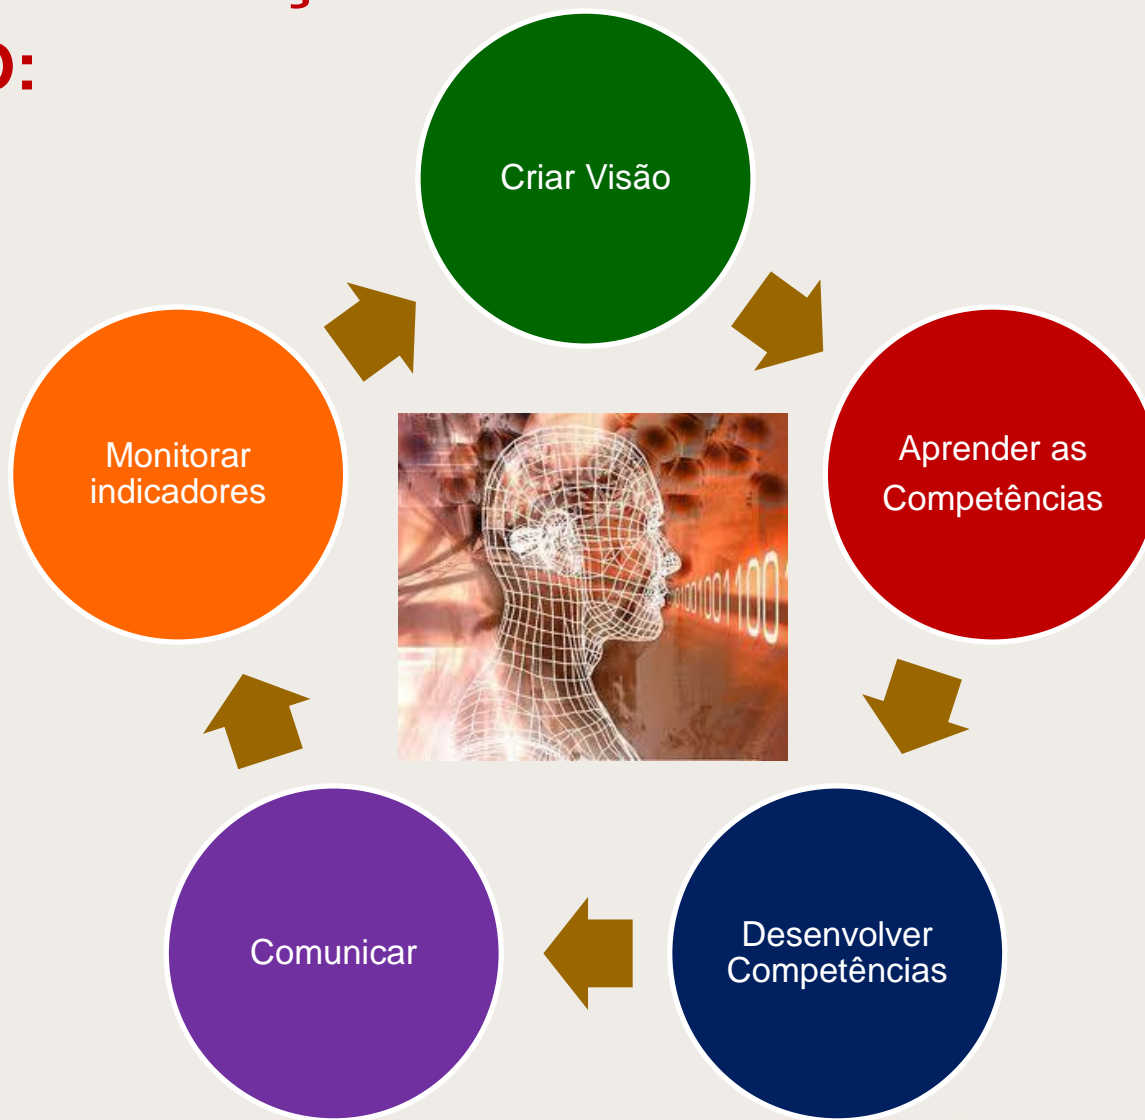 O:
Criar Visão
Aprender as
Competências
Desenvolver
Competências
Comunicar
Monitorar
indicadores